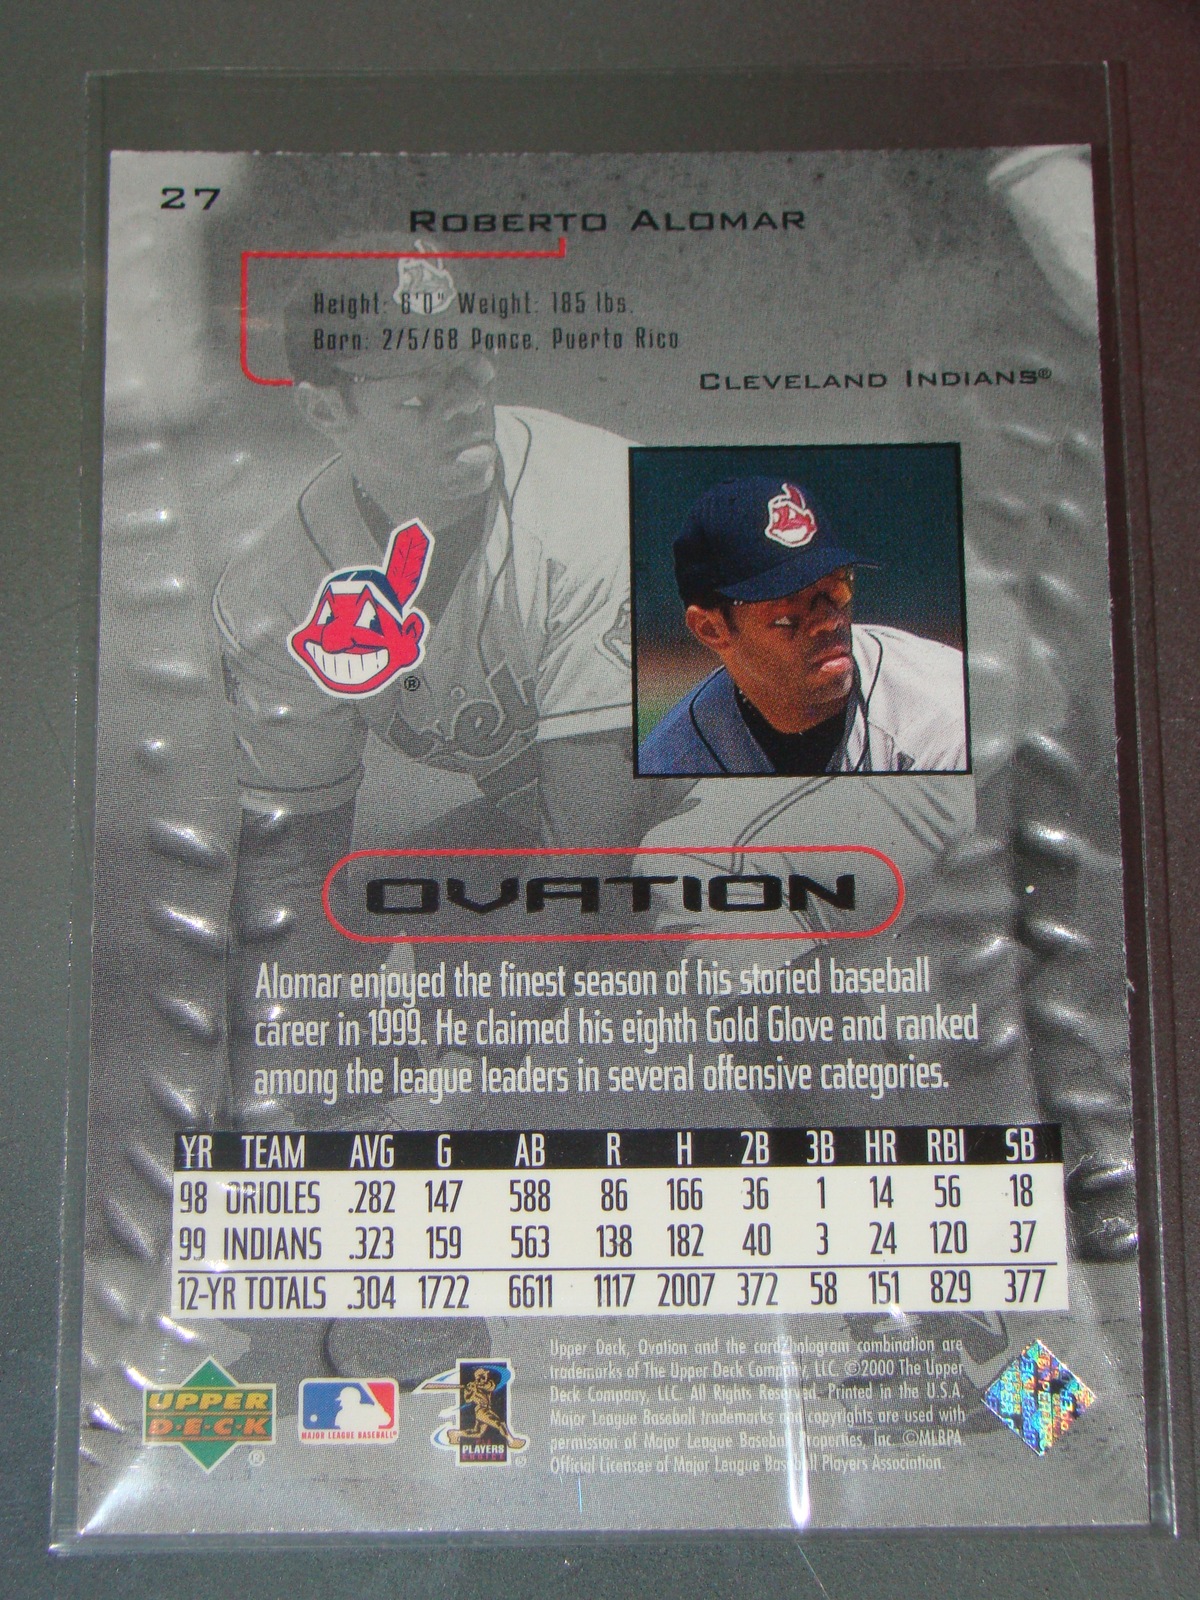 27
ROBERTO ALOMAR
Height: 6'0" Weight: 185 lbs.
Born: 2/5/68 Ponce, Puerto Rico
CLEVELAND INDIANS®
®
OVATION
Alomar enjoyed the finest season of his storied baseball
career in 1999. He claimed his eighth Gold Glove and ranked
among the league leaders in several offensive categories.
YR TEAM AVG G AB R H 2B 3B HR RBI SB
98 ORIOLES .282 147 588 86 166 36 1 14 56 18
99 INDIANS .323 159 563 138 182 40 3 24 120 37
12-YR TOTALS .304 1722 6611 1117 2007 372 58 151 829 377
UPPER
D·E·C·K
®
MAJOR LEAGUE BASEBALL®
PLAYERS
CHOICE
Upper Deck, Ovation and the card/hologram combination are
trademarks of The Upper Deck Company, LLC. ©2000 The Upper
Deck Company, LLC. All Rights Reserved. Printed in the U.S.A.
Major League Baseball trademarks and copyrights are used with
permission of Major League Baseball Properties, Inc. ©MLBPA.
Official Licensee of Major League Baseball Players Association.